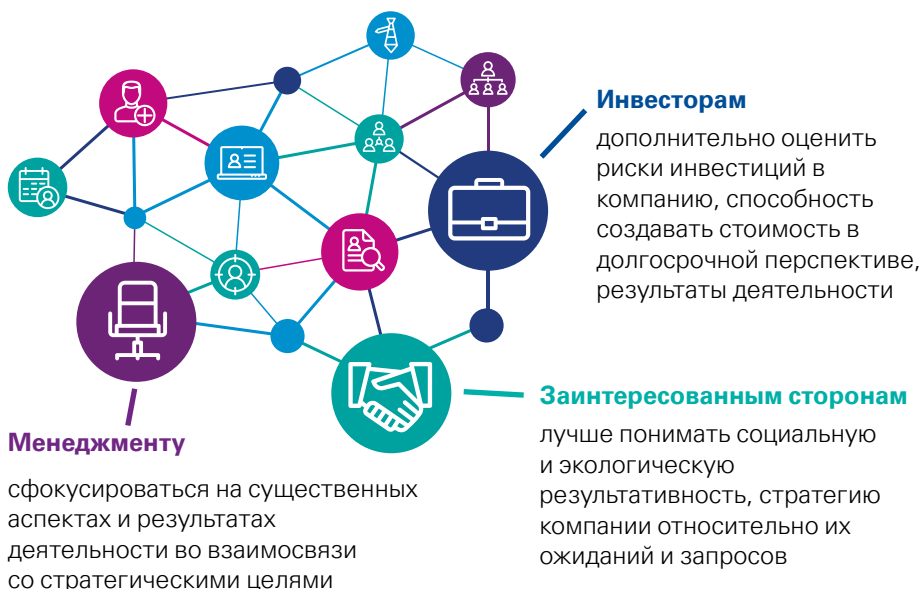 Инвесторам
дополнительно оценить
риски инвестиций в
компанию, способность
создавать стоимость в
долгосрочной перспективе,
результаты деятельности
Заинтересованным сторонам
лучше понимать социальную
и экологическую
результативность, стратегию
компании относительно их
ожиданий и запросов
Менеджменту
сфокусироваться на существенных
аспектах и результатах
деятельности во взаимосвязи
со стратегическими целями